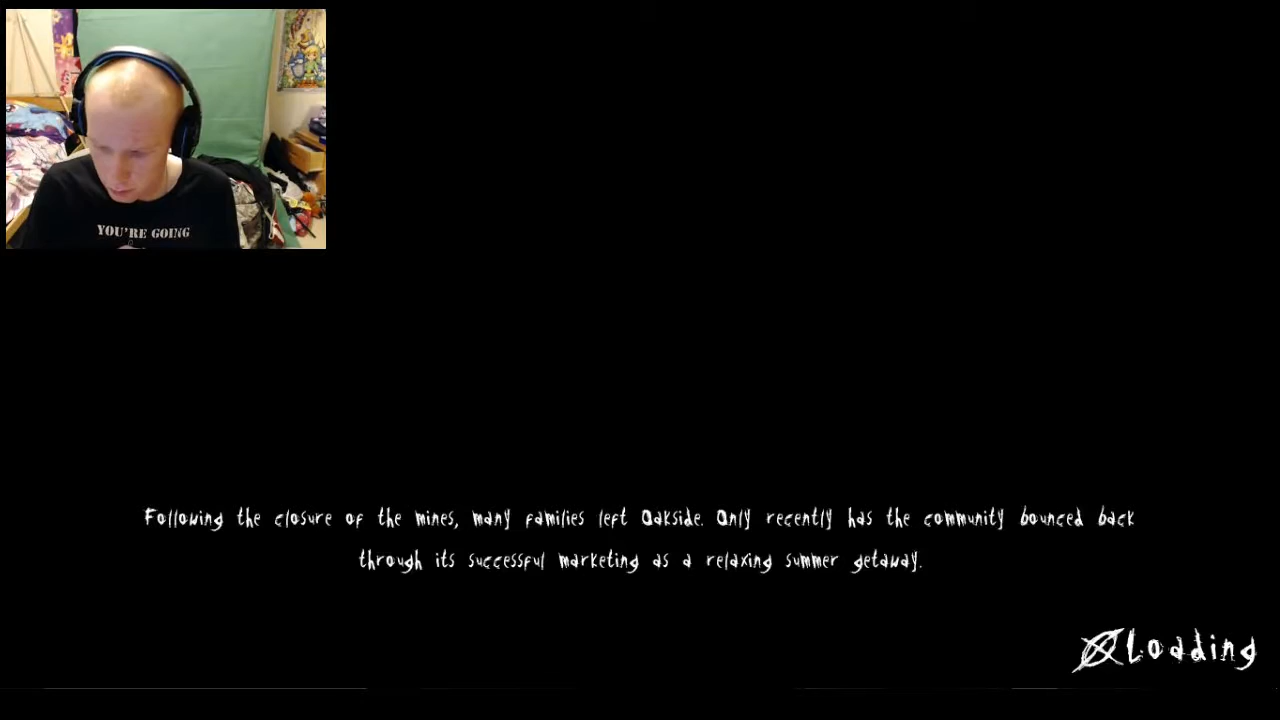 YOU'RE GOING
Following the closure of the mines, many families left Oakside. Only recently has the community bounced back
through its successful marketing as a relaxing summer getaway.
Loading